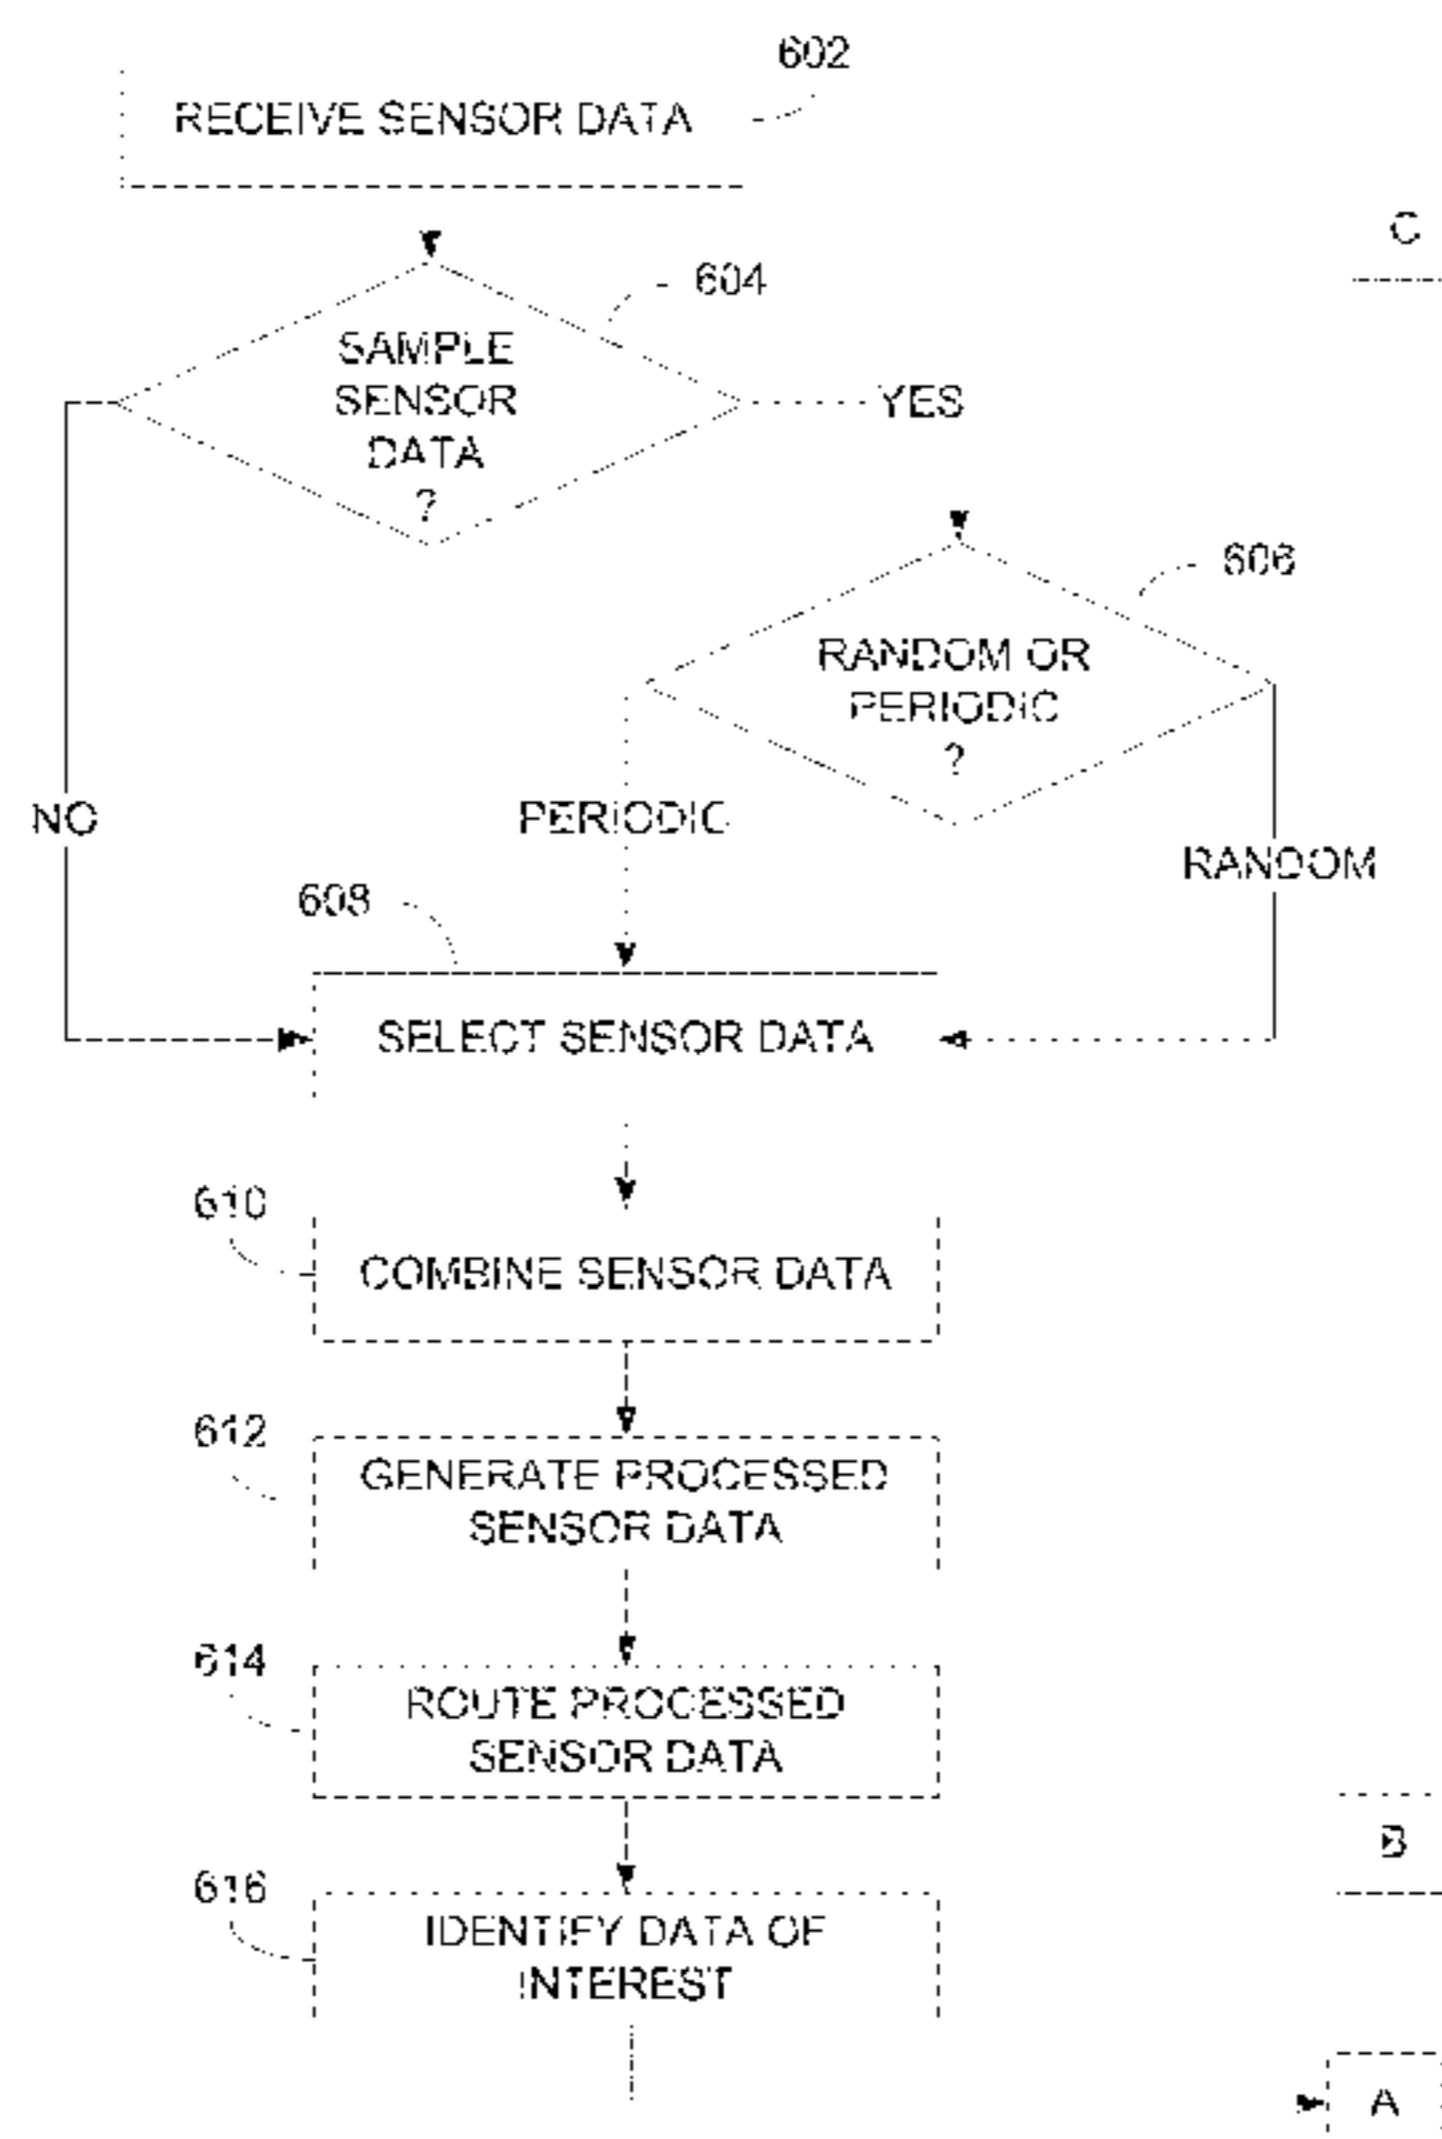 602
RECEIVE SENSOR DATA
C
604
SAMPLE
SENSOR
DATA
?
YES
606
RANDOM OR
PERIODIC
?
NO
PERIODIC
RANDOM
608
SELECT SENSOR DATA
610
COMBINE SENSOR DATA
612
GENERATE PROCESSED
SENSOR DATA
614
ROUTE PROCESSED
SENSOR DATA
616
IDENTIFY DATA OF
INTEREST
B
A